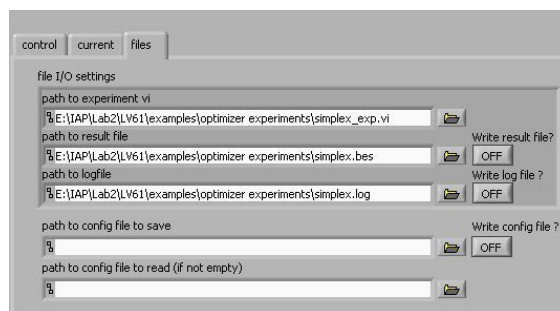 control current files
file I/O settings
path to experiment vi
E:\IAP\Lab2\LV61\examples\optimizer experiments\simplex_exp.vi
path to result file Write result file?
E:\IAP\Lab2\LV61\examples\optimizer experiments\simplex.bes OFF
path to logfile Write log file ?
E:\IAP\Lab2\LV61\examples\optimizer experiments\simplex.log OFF
path to config file to save Write config file ?
OFF
path to config file to read (if not empty)